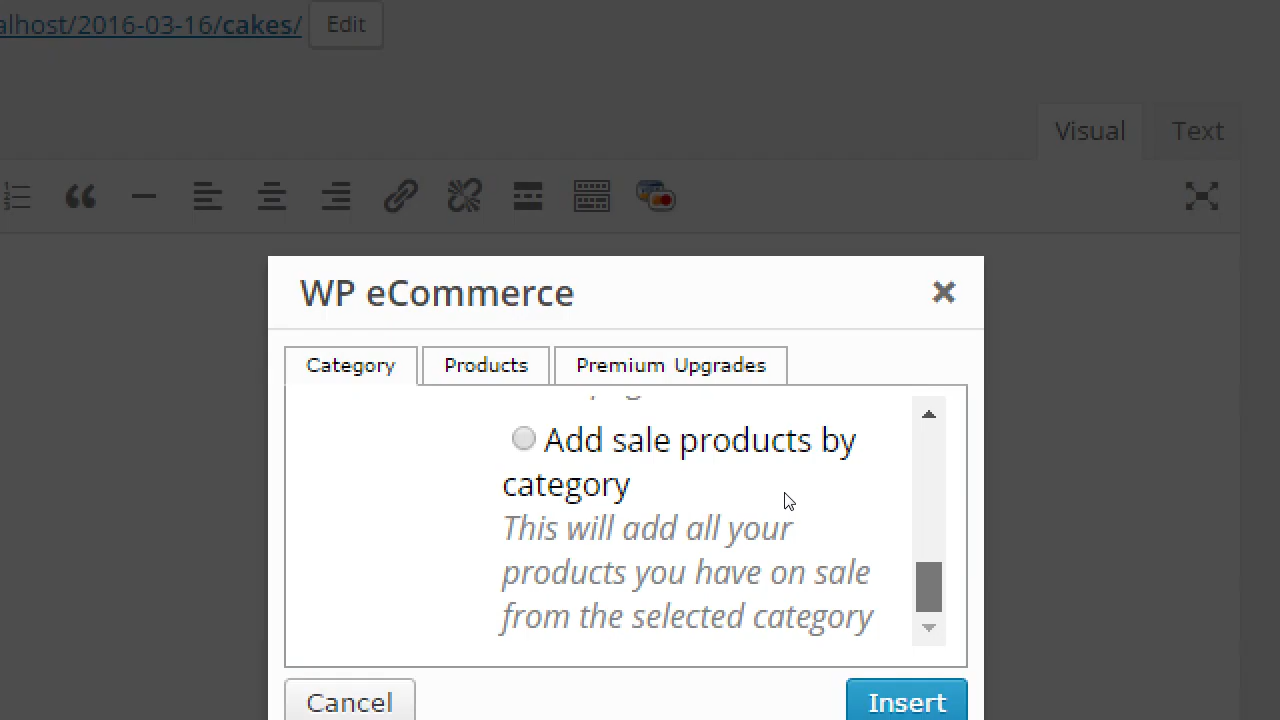 alhost/2016-03-16/cakes/ Edit
Visual Text
WP eCommerce
Category Products Premium Upgrades
Add sale products by
category
This will add all your
products you have on sale
from the selected category
Cancel Insert